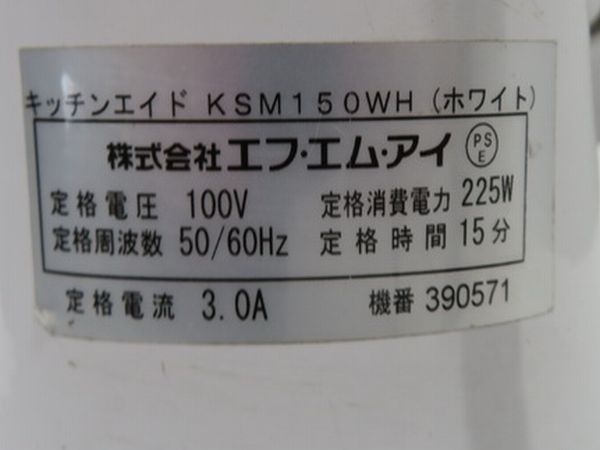 キッチンエイド KSM150WH (ホワイト)
株式会社 エフ・エム・アイ PSE
定格電圧 100V 定格消費電力 225W
定格周波数 50/60Hz 定格時間 15分
定格電流 3.0A 機番 390571